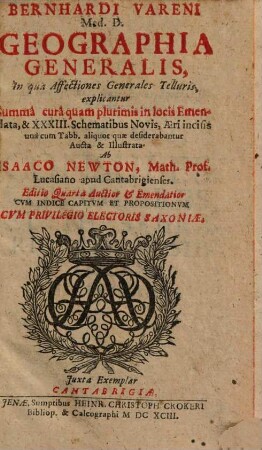 BERNHARDI VARENI
Med. D.
GEOGRAPHIA
GENERALIS,
In qua Affectiones Generales Telluris,
explicantur
Summâ curâ quam plurimis in locis Emen-
data, & XXXIII. Schematibus Novis, Æri incisis
unà cum Tabb. aliquot quæ desiderabantur
Aucta & Illustrata.
Ab
ISAACO NEWTON, Math. Prof.
Lucasiano apud Cantabrigienses.
Editio Quarta Auctior & Emendatior
CVM INDICE CAPITVM ET PROPOSITIONVM
CVM PRIVILEGIO ELECTORIS SAXONIÆ,
Juxta Exemplar
CANTABRIGIÆ,
JENÆ, Sumptibus HEINR. CHRISTOPH CROKERI
Bibliop. & Calcographi M DC XCIII.